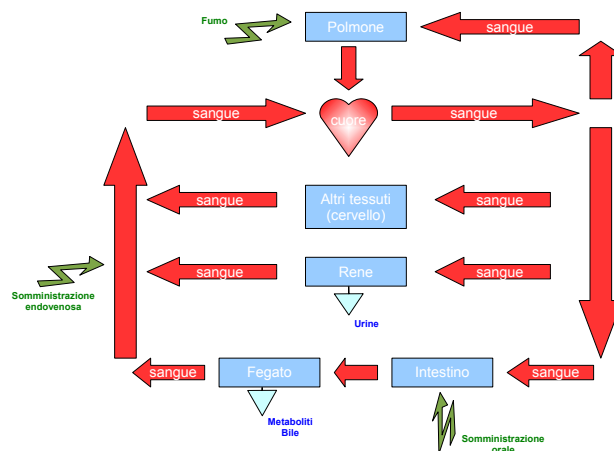 Fumo
Polmone
sangue
sangue
cuore
sangue
sangue
Altri tessuti
(cervello)
sangue
sangue
Rene
sangue
Somministrazione
endovenosa
Urine
sangue
Fegato
Intestino
sangue
Metaboliti
Bile
Somministrazione
orale